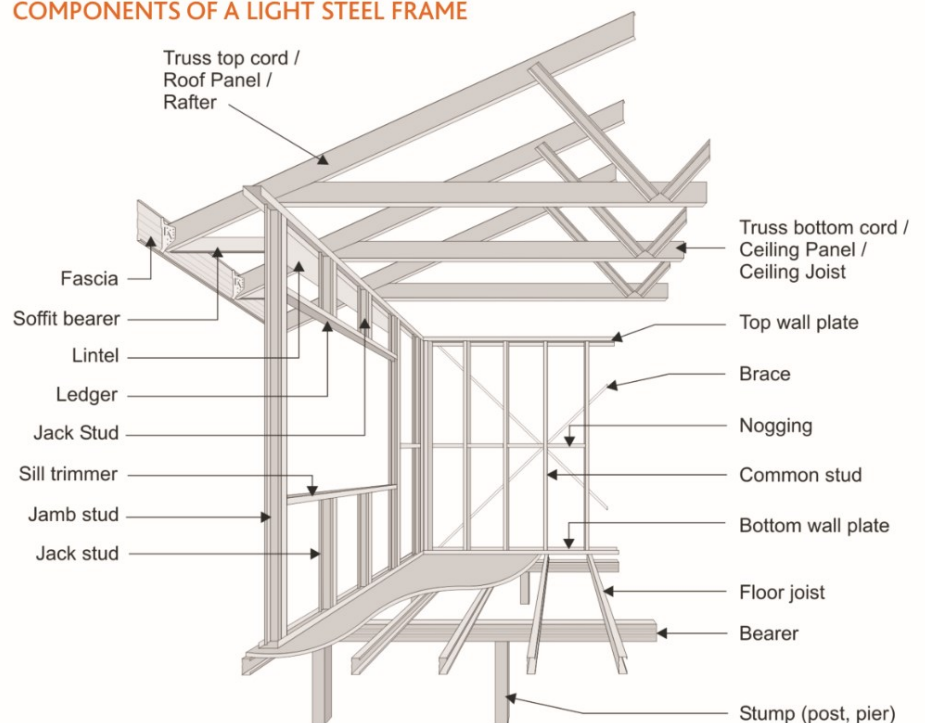 COMPONENTS OF A LIGHT STEEL FRAME
Truss top cord /
Roof Panel /
Rafter
Fascia
Soffit bearer
Lintel
Ledger
Jack Stud
Sill trimmer
Jamb stud
Jack stud
Truss bottom cord /
Ceiling Panel /
Ceiling Joist
Top wall plate
Brace
Nogging
Common stud
Bottom wall plate
Floor joist
Bearer
Stump (post, pier)